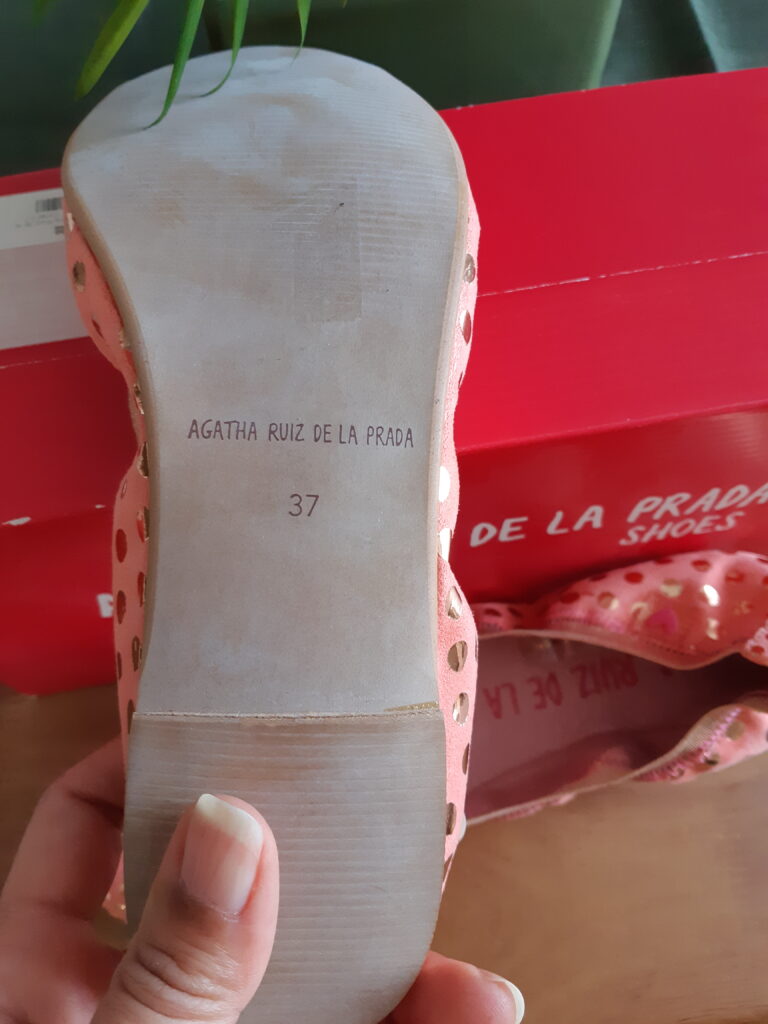 AGATHA RUIZ DE LA PRADA
37
DE LA PRADA
SHOES
RUIZ DE LA